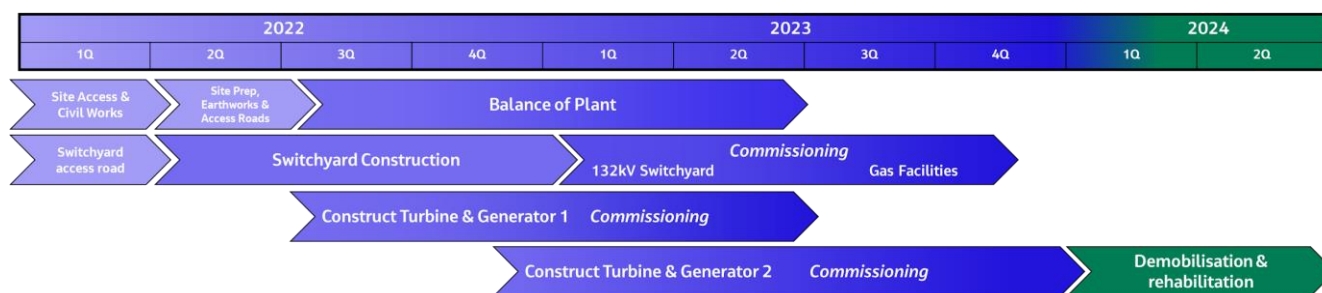 2022 2023 2024
1Q 2Q 3Q 4Q 1Q 2Q 3Q 4Q 1Q 2Q
Site Access &
Civil Works
Site Prep,
Earthworks &
Access Roads
Balance of Plant
Switchyard
access road
Switchyard Construction
Commissioning
132kV Switchyard Gas Facilities
Construct Turbine & Generator 1 Commissioning
Construct Turbine & Generator 2 Commissioning
Demobilisation &
rehabilitation